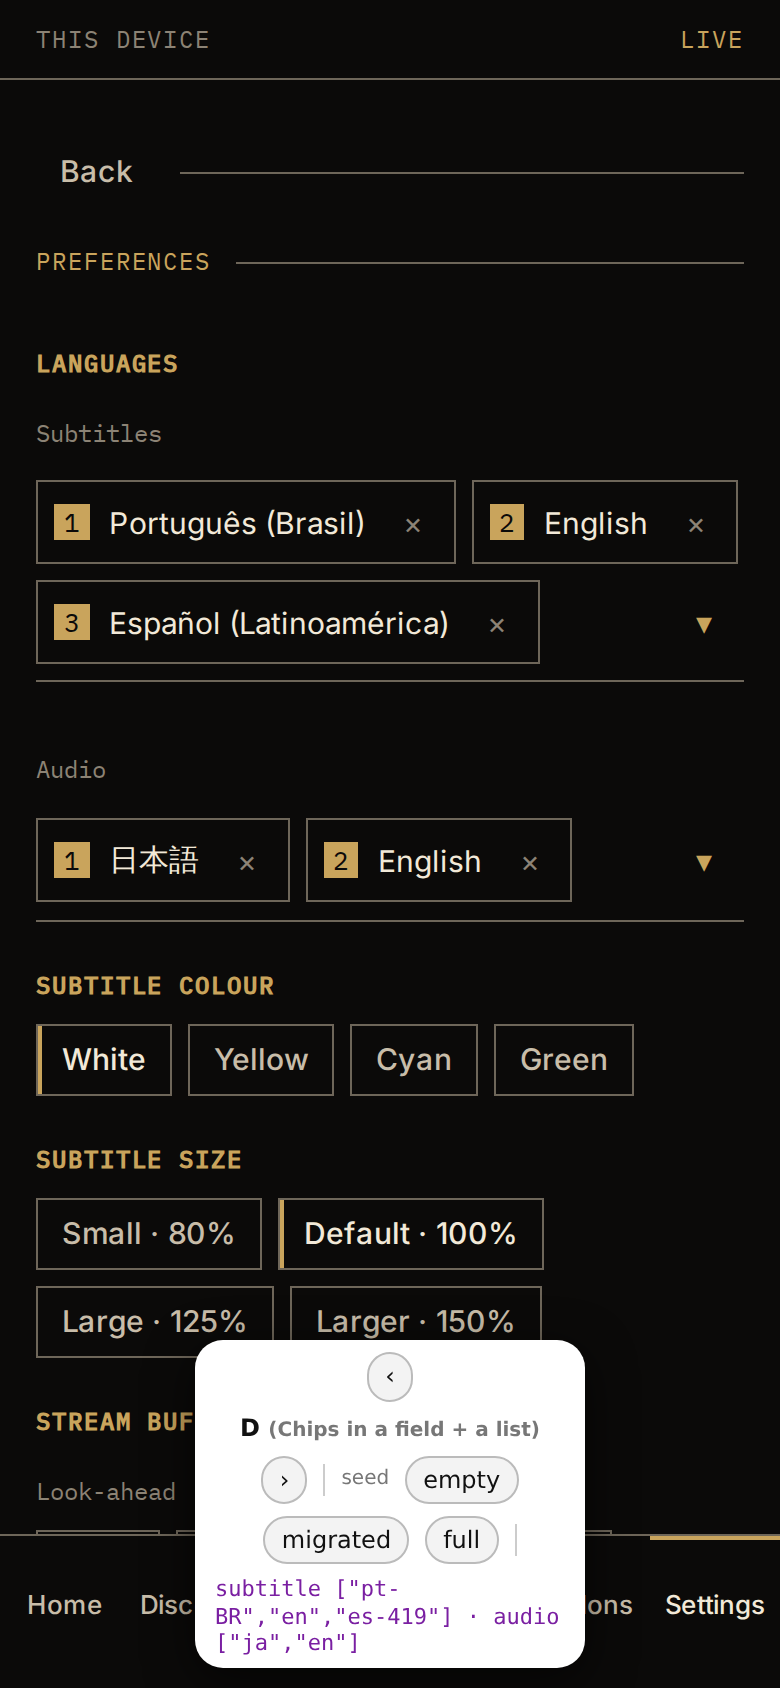 THIS DEVICE LIVE
Back
PREFERENCES
LANGUAGES
Subtitles
1 Português (Brasil) × 2 English ×
3 Español (Latinoamérica) × ▼
Audio
1 日本語 × 2 English × ▼
SUBTITLE COLOUR
White Yellow Cyan Green
SUBTITLE SIZE
Small · 80% Default · 100%
Large · 125% Larger · 150%
‹
D (Chips in a field + a list)
STREAM BUF
› seed empty
Look-ahead
migrated full
subtitle ["pt-
BR","en","es-419"] · audio
["ja","en"]
Home Disc ons Settings